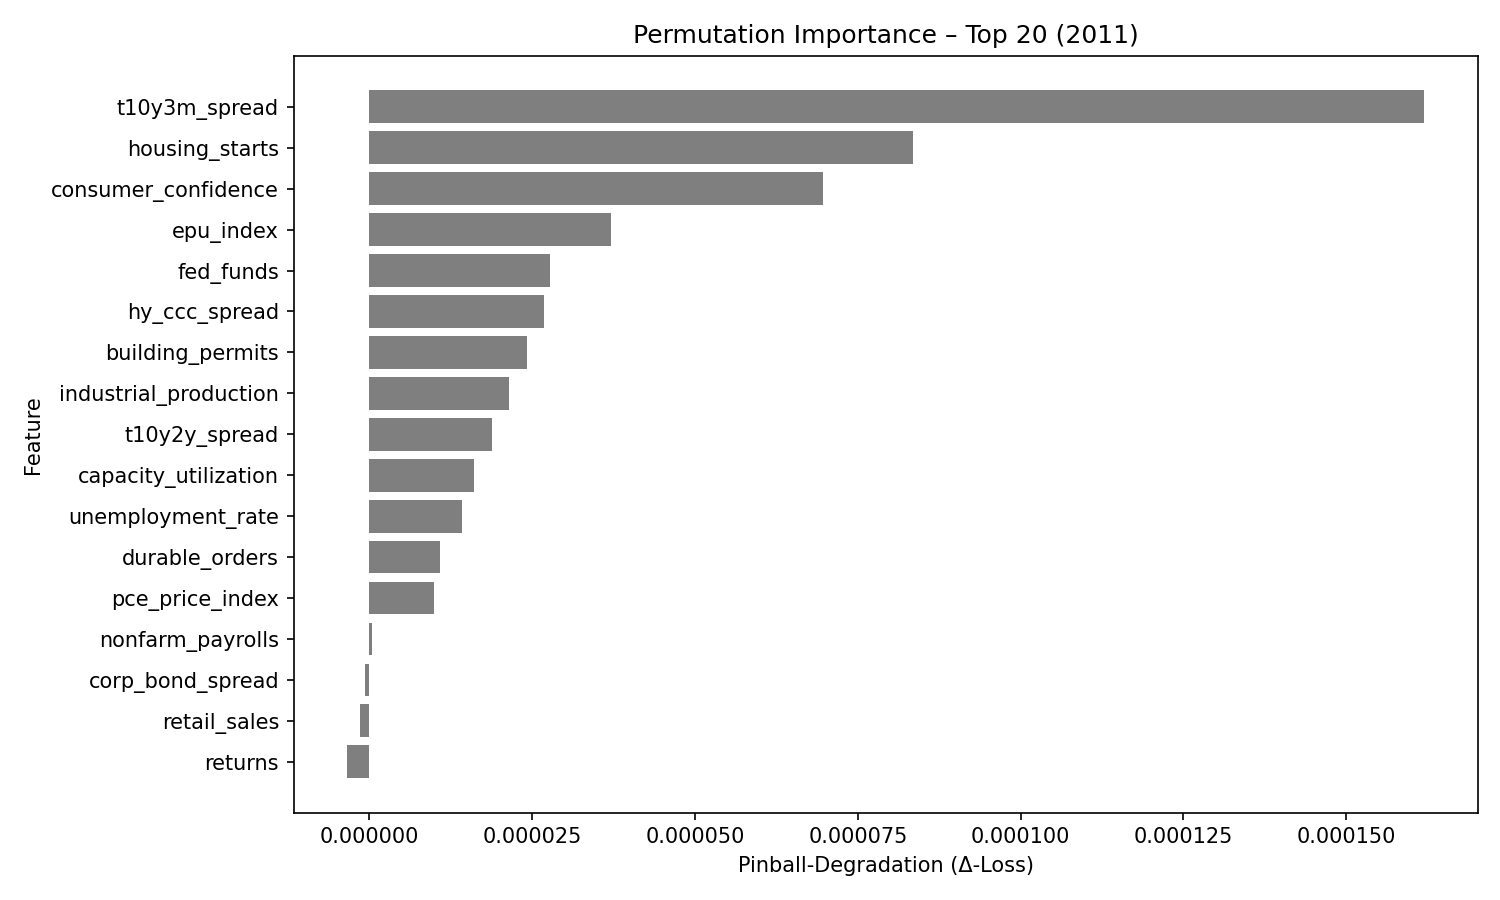 Permutation Importance – Top 20 (2011)
t10y3m_spread
housing_starts
consumer_confidence
epu_index
fed_funds
hy_ccc_spread
building_permits
industrial_production
t10y2y_spread
capacity_utilization
unemployment_rate
durable_orders
pce_price_index
nonfarm_payrolls
corp_bond_spread
retail_sales
returns
Feature
0.000000 0.000025 0.000050 0.000075 0.000100 0.000125 0.000150
Pinball-Degradation (Δ-Loss)